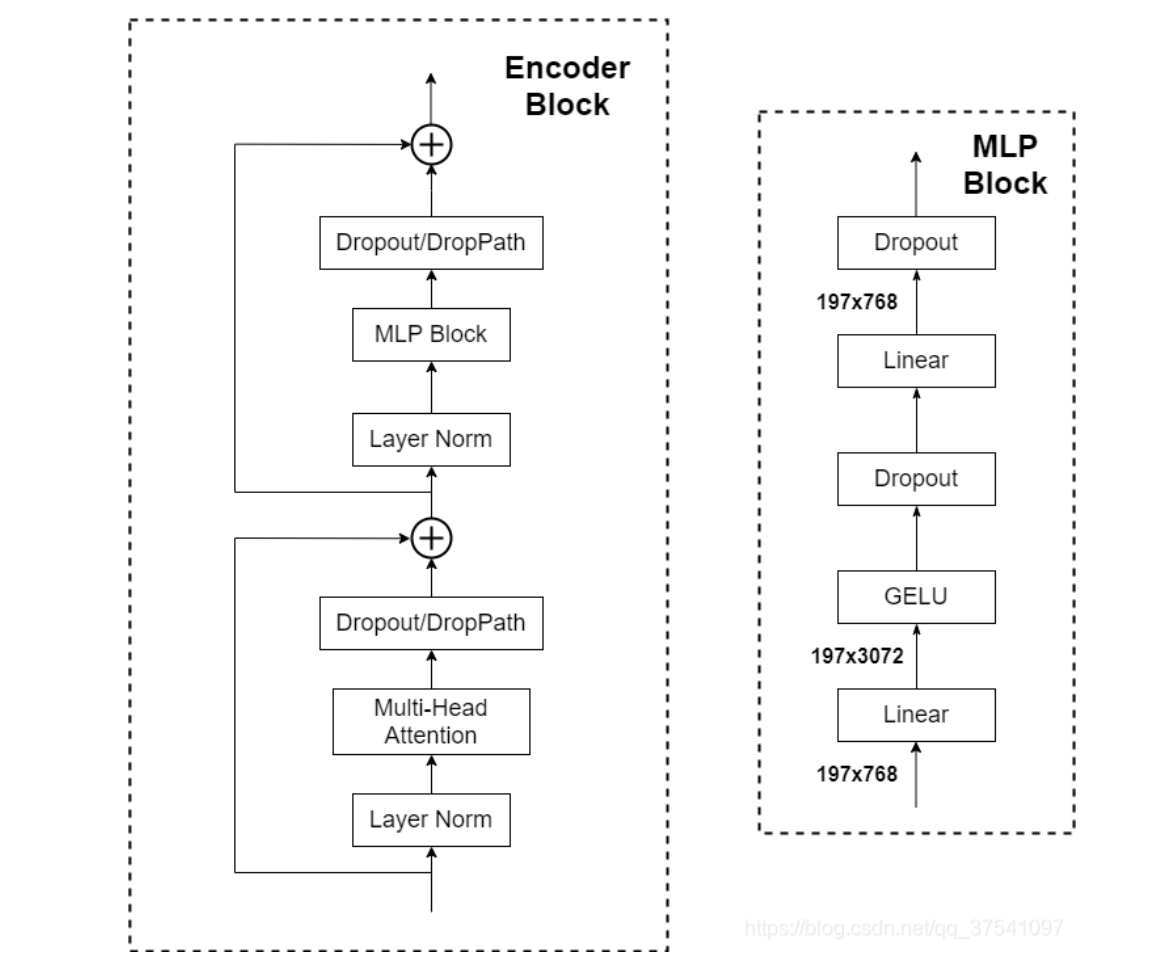 Encoder
Block
Dropout/DropPath
MLP Block
Layer Norm
Dropout/DropPath
Multi-Head
Attention
Layer Norm
MLP
Block
Dropout
197x768
Linear
Dropout
GELU
197x3072
Linear
197x768
https://blog.csdn.net/qq_37541097